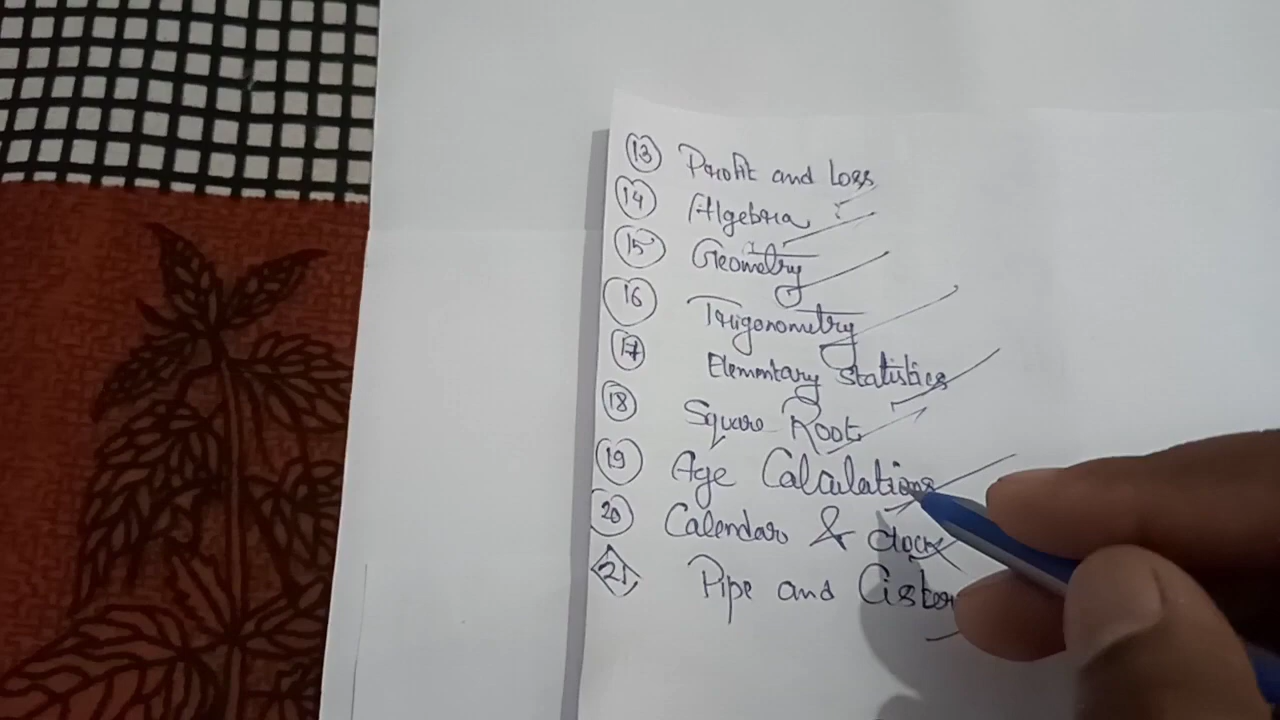 13 Profit and Loss
14 Algebra
15 Geometry
16 Trigonometry
17 Elementary Statistics
18 Square Root
19 Age Calculations
20 Calendar & clock
21 Pipe and